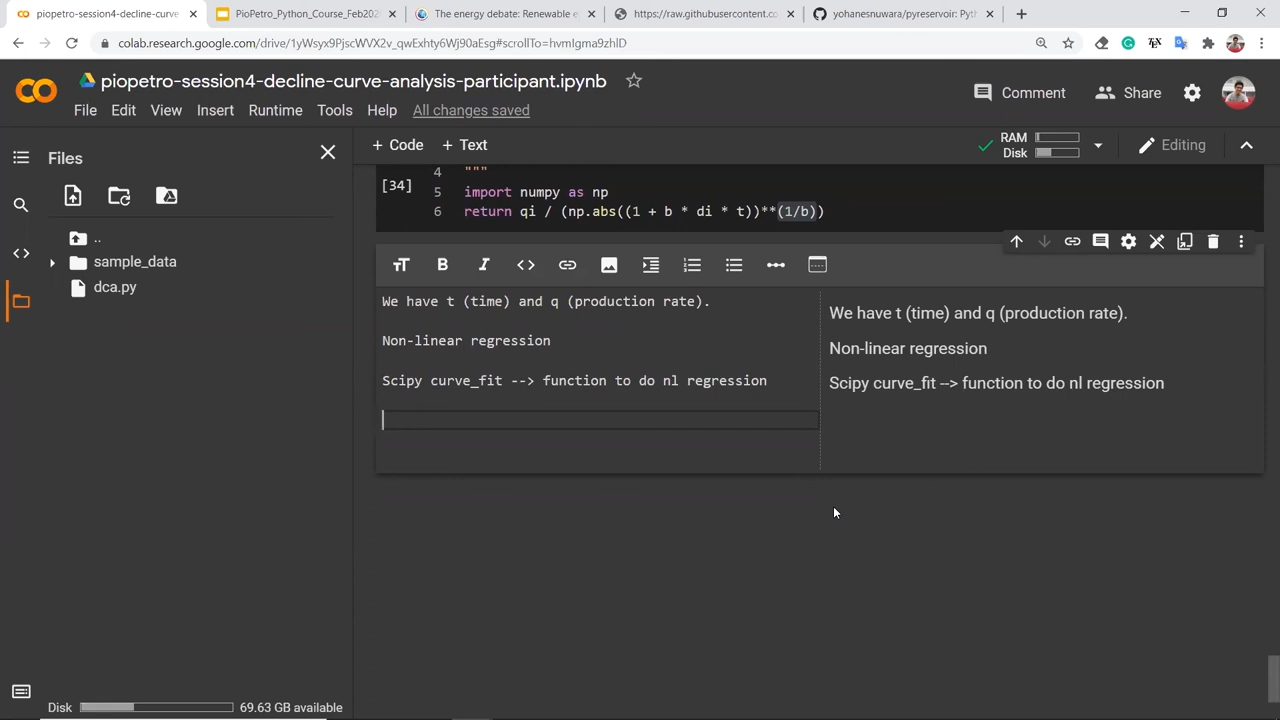 piopetro-session4-decline-curve
PioPetro_Python_Course_Feb202
The energy debate: Renewable e
https://raw.githubusercontent.co
yohanesnuwara/pyreservoir: Pyth
colab.research.google.com/drive/1yWsyx9PjscWVX2v_qwExhty6Wj90aEsg#scrollTo=hvmIgma9zhlD
piopetro-session4-decline-curve-analysis-participant.ipynb
Comment
Share
File Edit View Insert Runtime Tools Help All changes saved
Files
+ Code + Text
RAM
Disk
Editing
..
sample_data
dca.py
[34]
4 """
5 import numpy as np
6 return qi / (np.abs((1 + b * di * t))**(1/b))
We have t (time) and q (production rate).
Non-linear regression
Scipy curve_fit --> function to do nl regression
We have t (time) and q (production rate).
Non-linear regression
Scipy curve_fit --> function to do nl regression
Disk 69.63 GB available